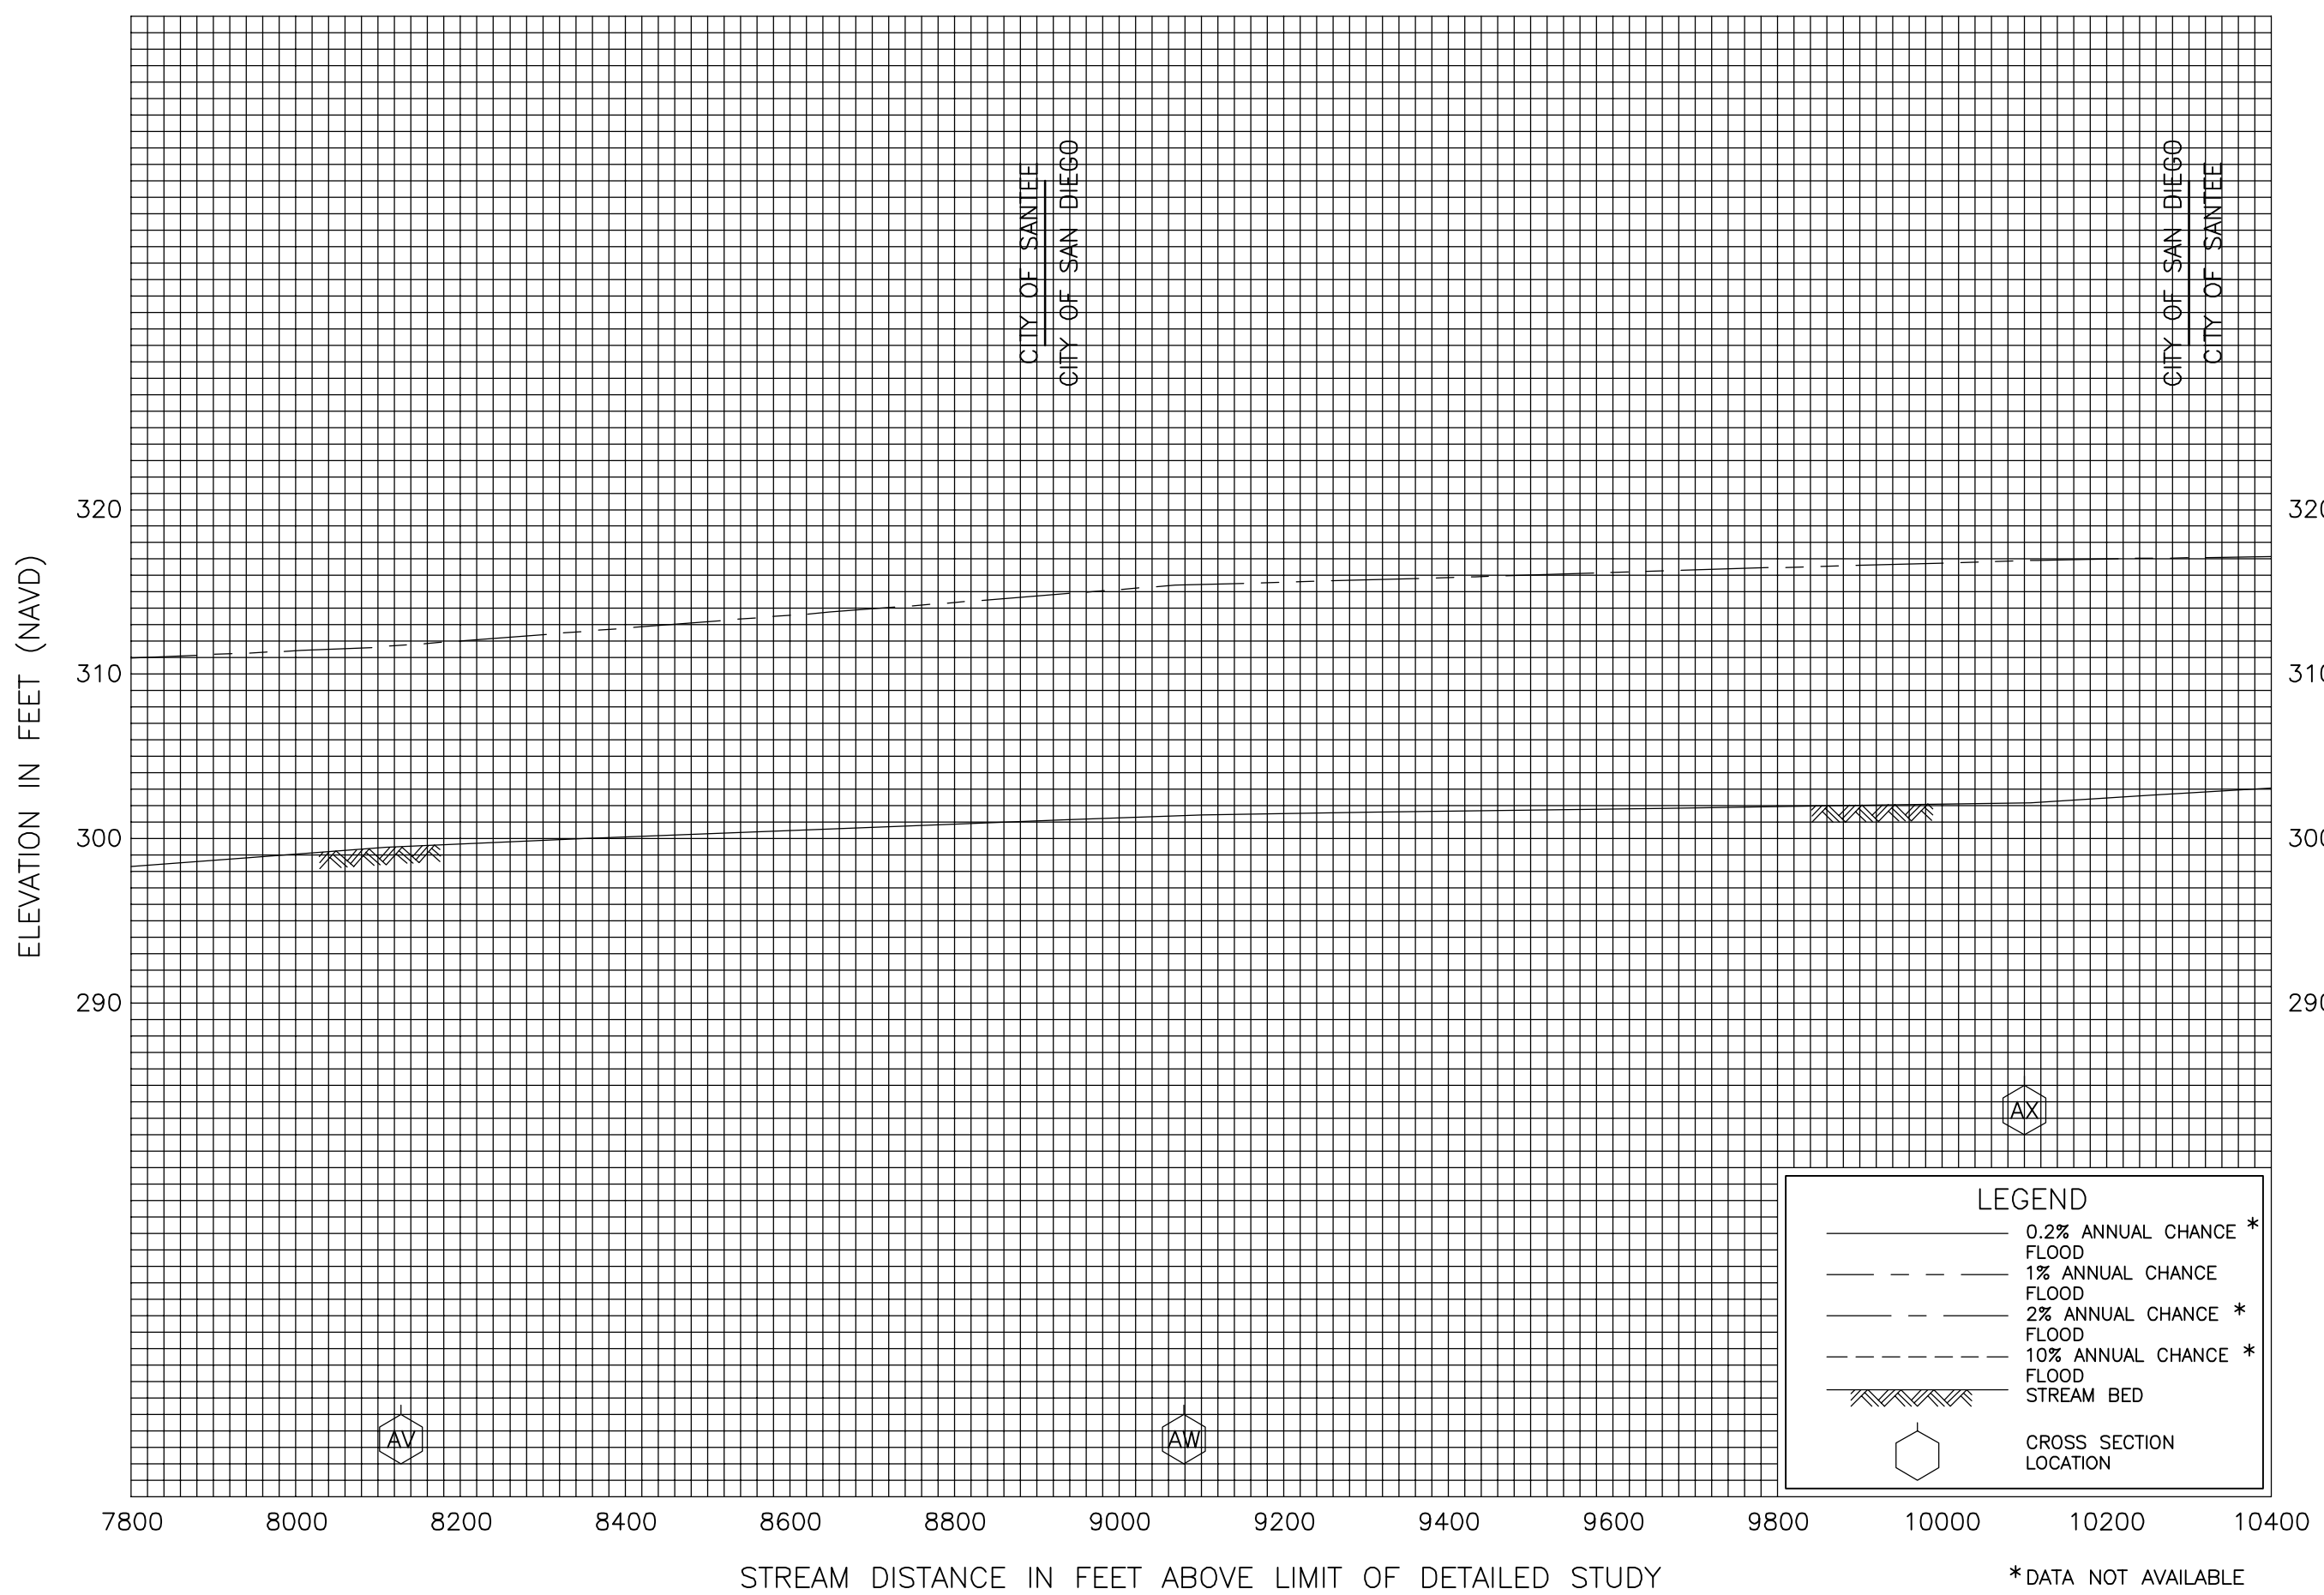 CITY OF SANTEE
CITY OF SAN DIEGO
CITY OF SAN DIEGO
CITY OF SANTEE
ELEVATION IN FEET (NAVD)
320
310
300
290
320
310
300
290
AX
AV
AW
LEGEND
0.2% ANNUAL CHANCE *
FLOOD
1% ANNUAL CHANCE
FLOOD
2% ANNUAL CHANCE *
FLOOD
10% ANNUAL CHANCE *
FLOOD
STREAM BED
CROSS SECTION
LOCATION
7800 8000 8200 8400 8600 8800 9000 9200 9400 9600 9800 10000 10200 10400
STREAM DISTANCE IN FEET ABOVE LIMIT OF DETAILED STUDY
*DATA NOT AVAILABLE